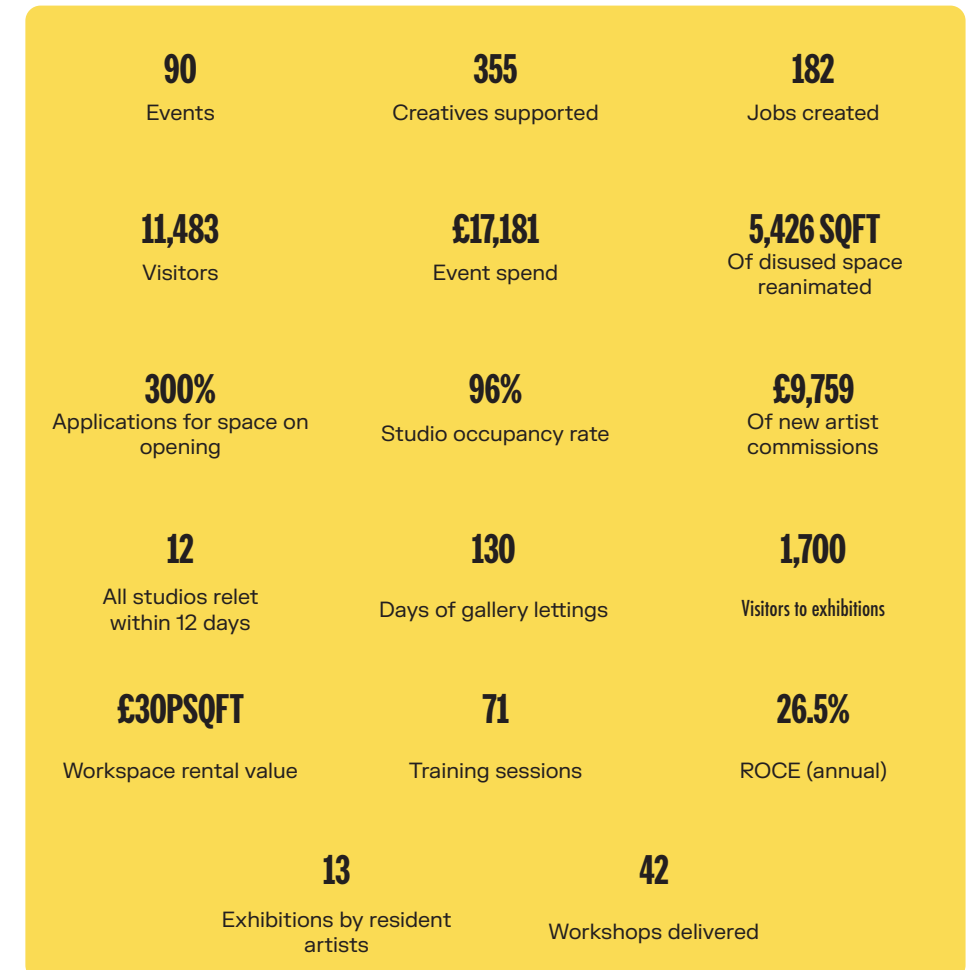 90
Events
355
Creatives supported
182
Jobs created
11,483
Visitors
£17,181
Event spend
5,426 SQFT
Of disused space
reanimated
300%
Applications for space on
opening
96%
Studio occupancy rate
£9,759
Of new artist
commissions
12
All studios relet
within 12 days
130
Days of gallery lettings
1,700
Visitors to exhibitions
£30PSQFT
Workspace rental value
71
Training sessions
26.5%
ROCE (annual)
13
Exhibitions by resident
artists
42
Workshops delivered